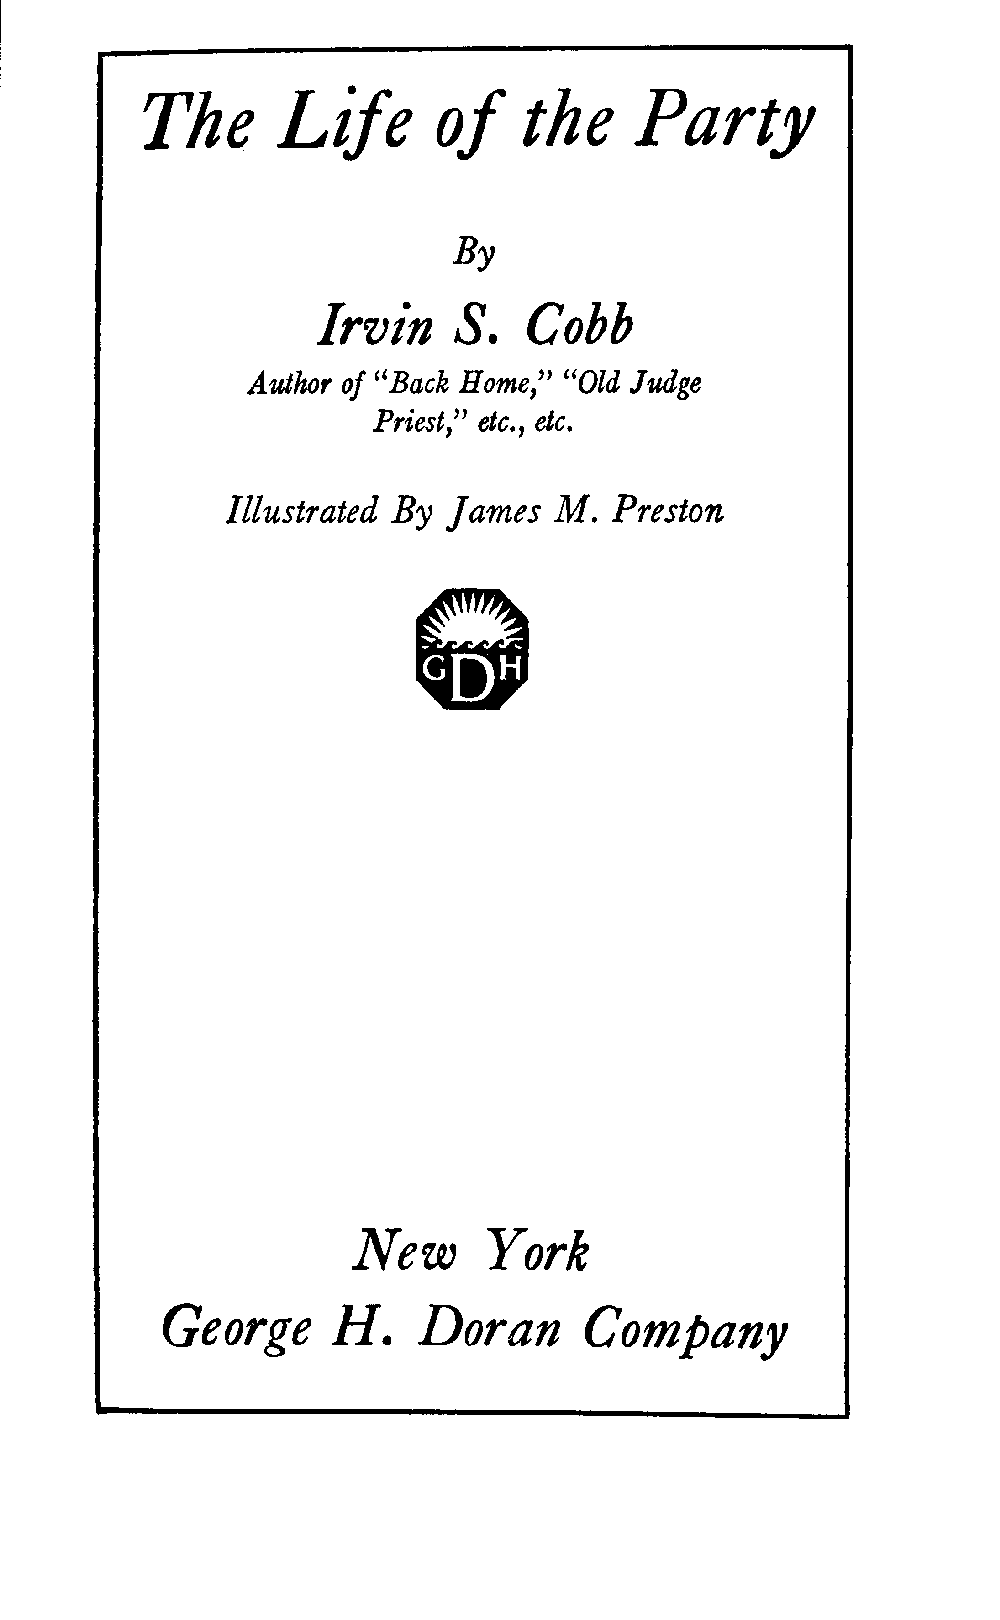 The Life of the Party
By
Irvin S. Cobb
Author of “Back Home,” “Old Judge
Priest,” etc., etc.
Illustrated By James M. Preston
G D H
New York
George H. Doran Company